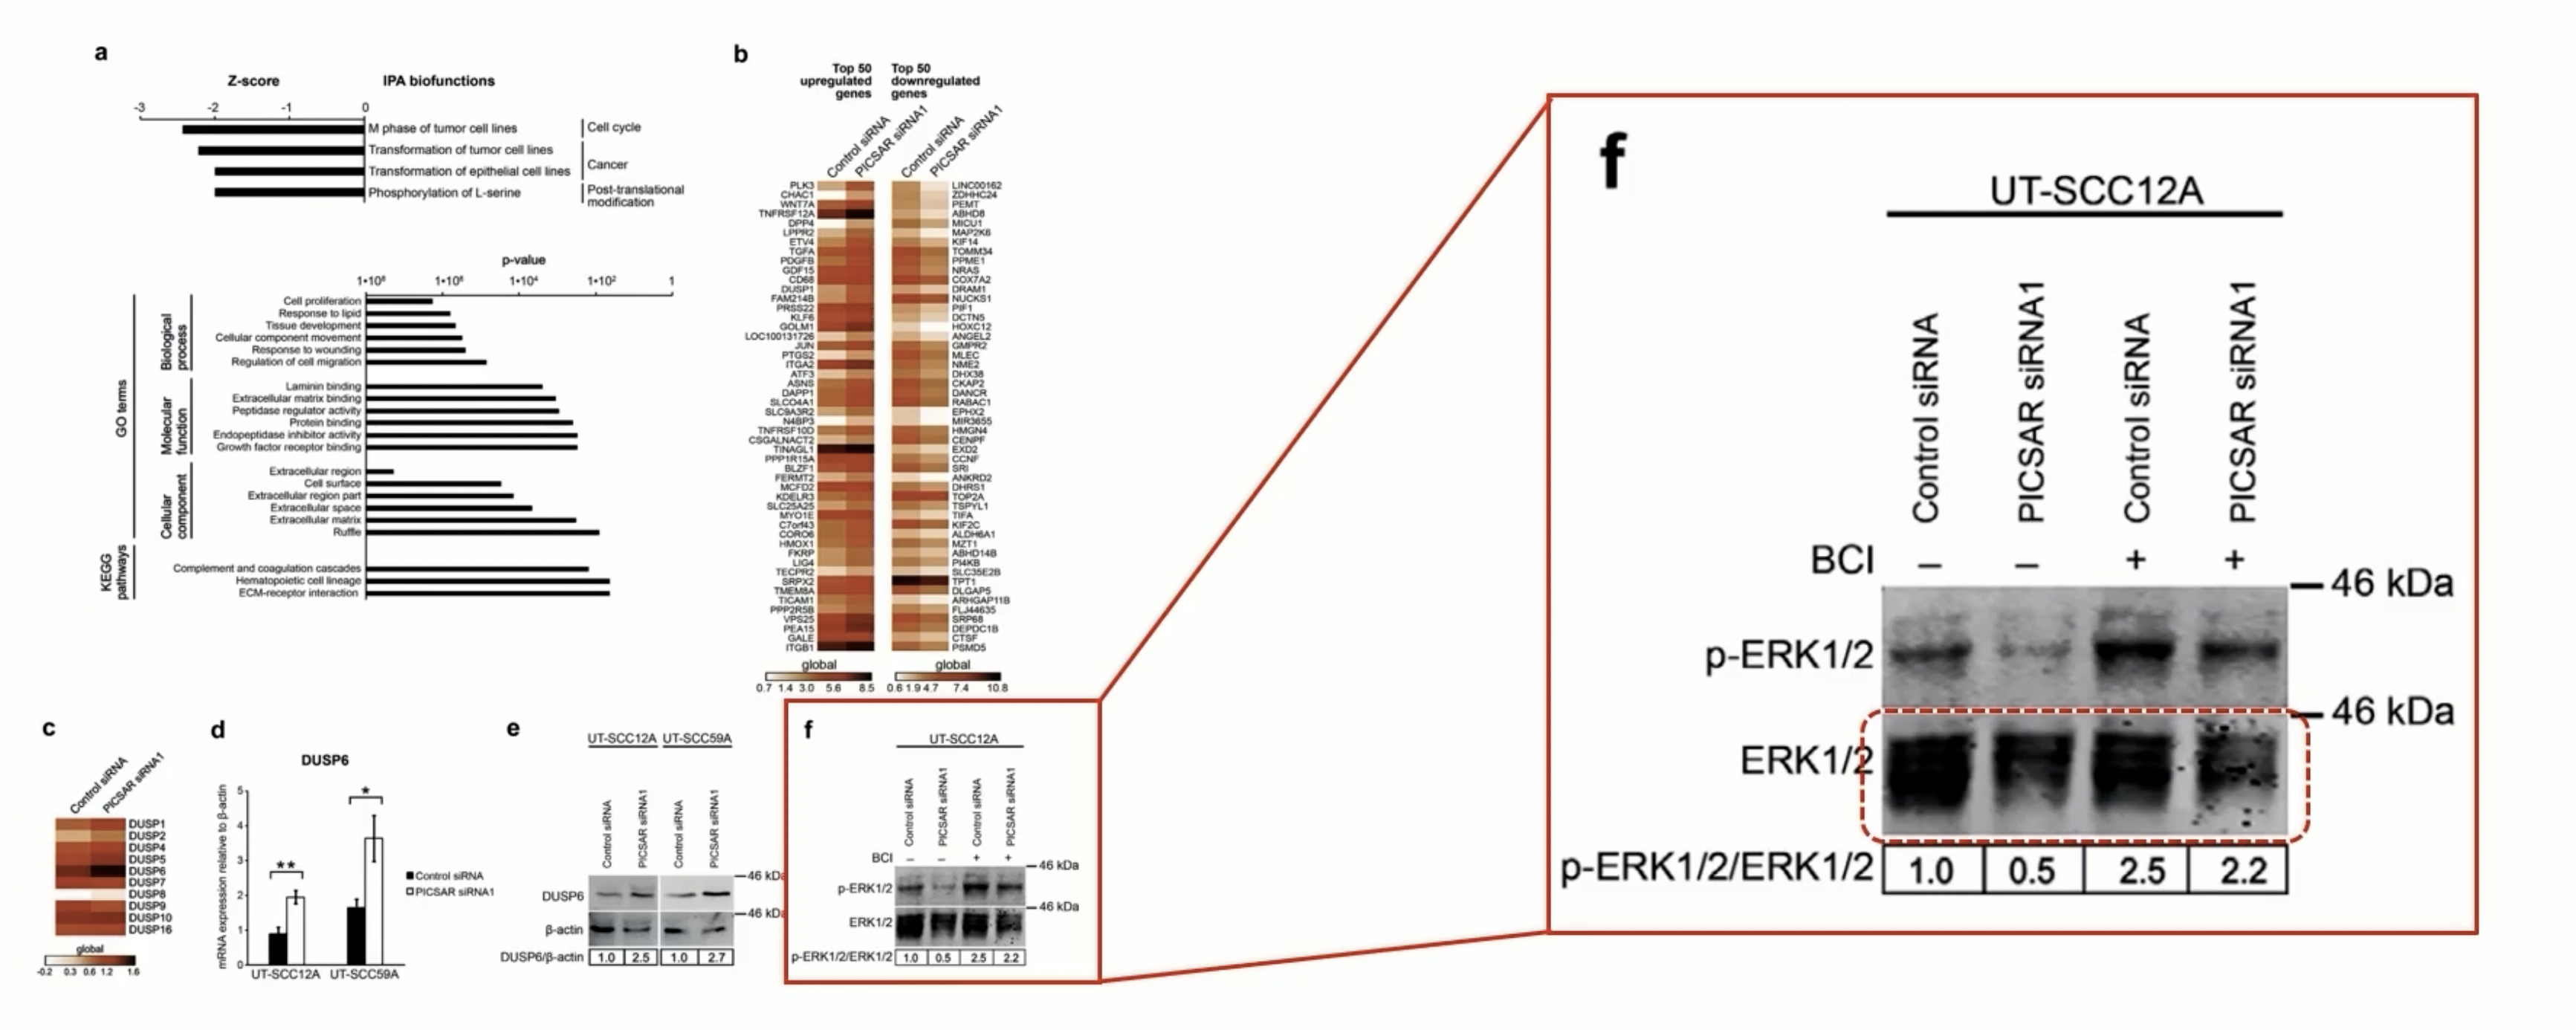 a
Z-score
IPA biofunctions
-3 -2 -1 0
M phase of tumor cell lines
Transformation of tumor cell lines
Transformation of epithelial cell lines
Phosphorylation of L-serine
Cell cycle
Cancer
Post-translational
modification
p-value
1•10⁸ 1•10⁶ 1•10⁴ 1•10² 1
GO terms
Biological
process
Cell proliferation
Response to lipid
Tissue development
Cellular component movement
Response to wounding
Regulation of cell migration
Molecular
function
Laminin binding
Extracellular matrix binding
Peptidase regulator activity
Protein binding
Endopeptidase inhibitor activity
Growth factor receptor binding
Cellular
component
Extracellular region
Cell surface
Extracellular region part
Extracellular space
Extracellular matrix
Ruffle
KEGG
pathways
Complement and coagulation cascades
Hematopoietic cell lineage
ECM-receptor interaction
b
Top 50
upregulated
genes
Control siRNA
PICSAR siRNA1
PLK3
CHAC1
WNT7A
TNFRSF12A
DPP4
LPPR2
ETV4
TGFA
PDGFB
GDF15
CD68
DUSP1
FAM214B
PRSS22
KLF6
GOLM1
LOC100131726
JUN
PTGS2
ITGA2
ATF3
ASNS
DAPP1
SLCO4A1
SLC9A3R2
N4BP3
TNFRSF10D
CSGALNACT2
TINAGL1
PPP1R15A
BLZF1
FERMT2
MCFD2
KDELR3
SLC25A25
MYO1E
C7orf43
CORO6
HMOX1
FKRP
LIG4
TECPR2
SRPX2
TMEM8A
TICAM1
PPP2R5B
VPS25
PEA15
GALE
ITGB1
global
0.7 1.4 3.0 5.6 8.5
Top 50
downregulated
genes
Control siRNA
PICSAR siRNA1
LINC00162
ZDHHC24
PEMT
ABHD8
MICU1
MAP2K6
KIF14
TOMM34
PPME1
NRAS
COX7A2
DRAM1
NUCKS1
PIF1
DCTN5
HOXC12
ANGEL2
GMPR2
MLEC
NME2
DHX38
CKAP2
DANCR
RABAC1
EPHX2
MIR3655
HMGN4
CENPF
EXD2
CCNF
SRI
ANKRD2
DHRS1
TOP2A
TSPYL1
TIFA
KIF2C
ALDH6A1
MZT1
ABHD14B
PI4KB
SLC35E2B
TPT1
DLGAP5
ARHGAP11B
FLJ44635
SRP68
DEPDC1B
CTSF
PSMD5
global
0.6 1.9 4.7 7.4 10.8
c
Control siRNA
PICSAR siRNA1
DUSP1
DUSP2
DUSP4
DUSP5
DUSP6
DUSP7
DUSP8
DUSP9
DUSP10
DUSP16
global
-0.2 0.3 0.6 1.2 1.6
d
DUSP6
mRNA expression relative to β-actin
5
4
3
2
1
0
**
*
UT-SCC12A UT-SCC59A
Control siRNA
PICSAR siRNA1
e
UT-SCC12A UT-SCC59A
Control siRNA
PICSAR siRNA1
Control siRNA
PICSAR siRNA1
46 kDa
DUSP6
46 kDa
β-actin
DUSP6/β-actin 1.0 2.5 1.0 2.7
f
UT-SCC12A
Control siRNA
PICSAR siRNA1
Control siRNA
PICSAR siRNA1
BCI – – + +
46 kDa
p-ERK1/2
46 kDa
ERK1/2
p-ERK1/2/ERK1/2 1.0 0.5 2.5 2.2
f
UT-SCC12A
Control siRNA
PICSAR siRNA1
Control siRNA
PICSAR siRNA1
BCI – – + +
46 kDa
p-ERK1/2
46 kDa
ERK1/2
p-ERK1/2/ERK1/2 1.0 0.5 2.5 2.2